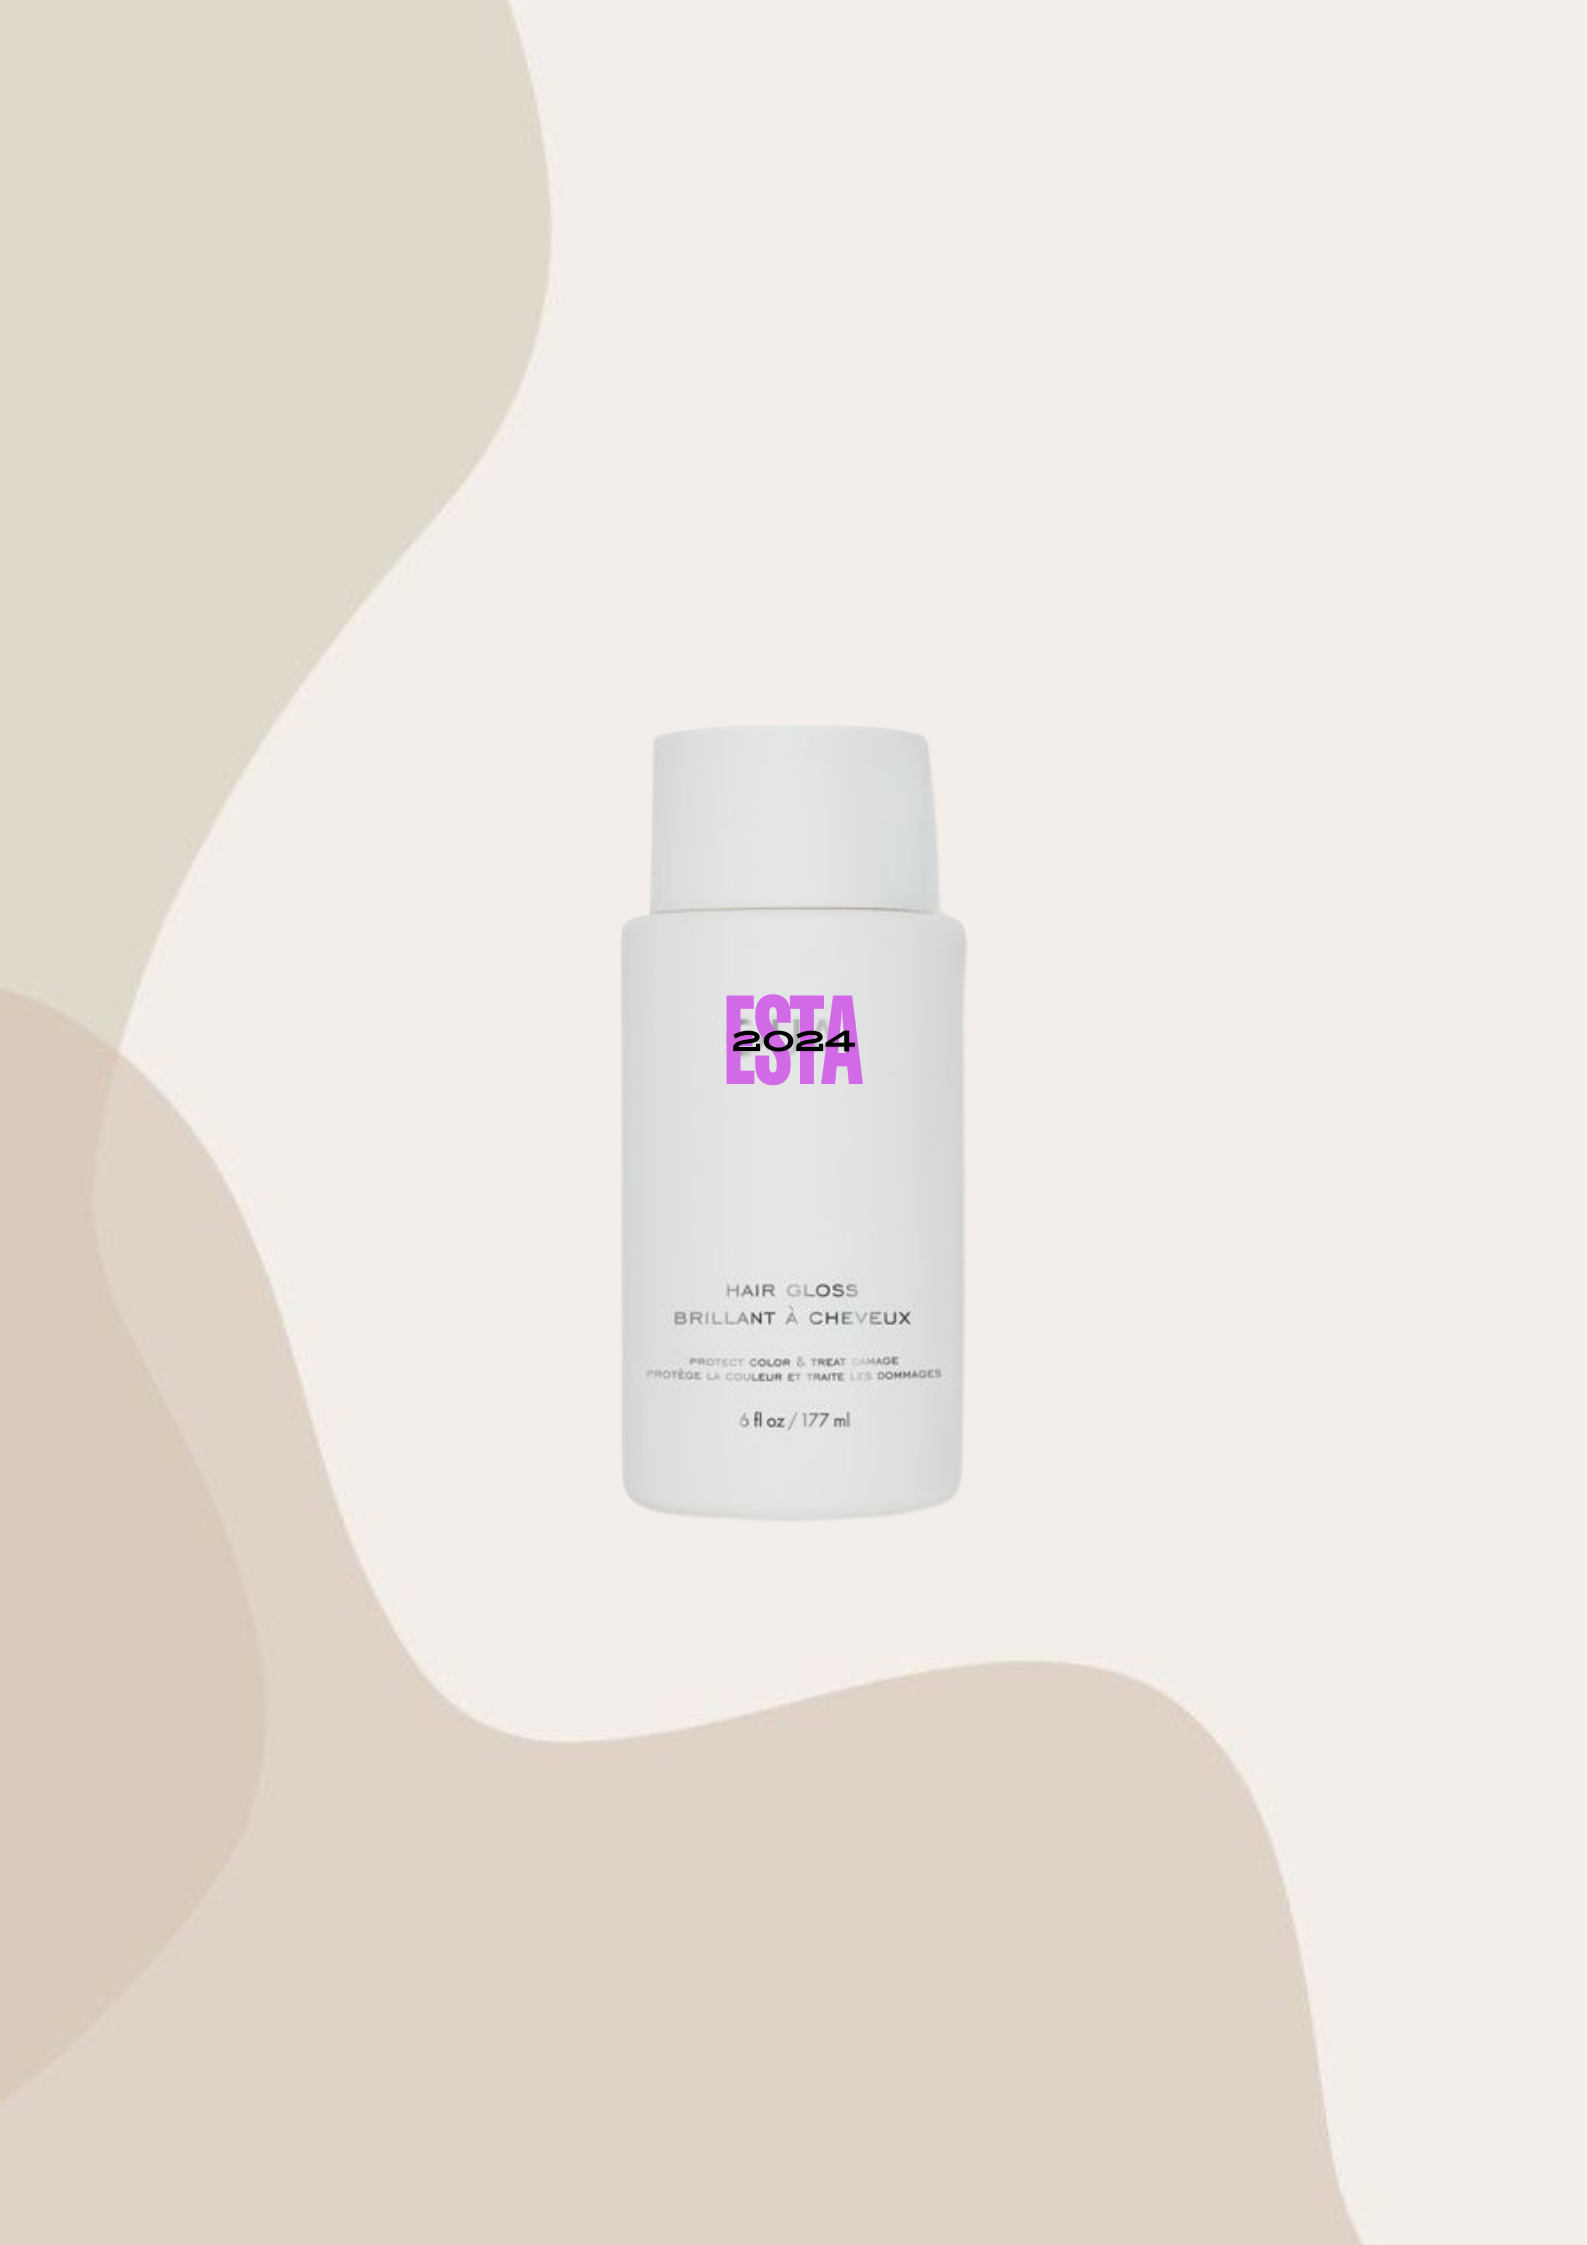 ESTA
2024
HAIR GLOSS
BRILLANT À CHEVEUX
PROTECT COLOR & TREAT DAMAGE
PROTÈGE LA COULEUR ET TRAITE LES DOMMAGES
6 fl oz / 177 ml